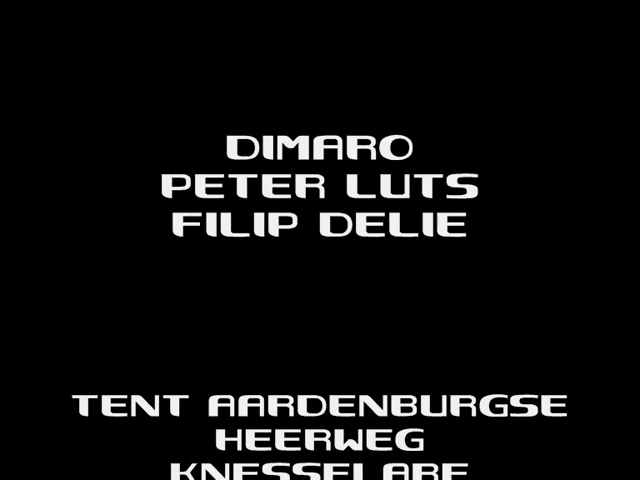 DIMARO
PETER LUTS
FILIP DELIE
TENT AARDENBURGSE
HEERWEG
KNESSELARE